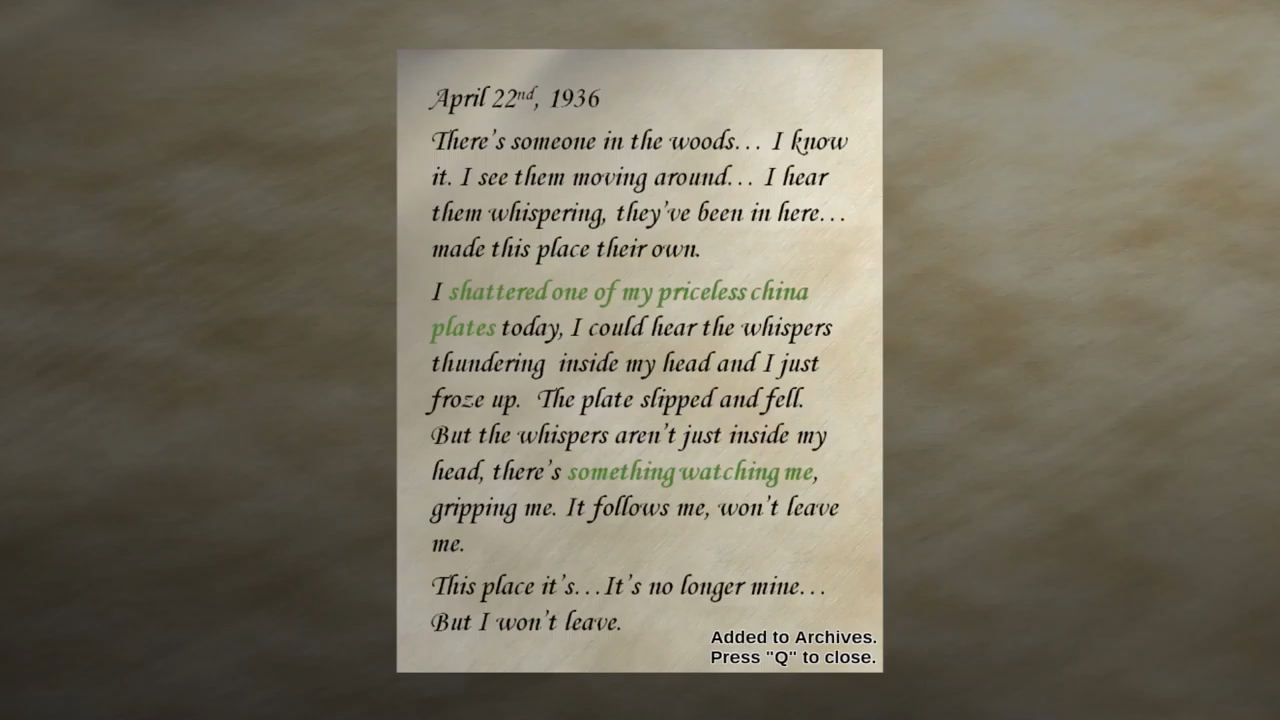 April 22nd, 1936
There's someone in the woods... I know
it. I see them moving around... I hear
them whispering, they've been in here...
made this place their own.
I shattered one of my priceless china
plates today, I could hear the whispers
thundering  inside my head and I just
froze up.  The plate slipped and fell.
But the whispers aren't just inside my
head, there's something watching me,
gripping me. It follows me, won't leave
me.
This place it's...It's no longer mine...
But I won't leave.
Added to Archives.
Press "Q" to close.